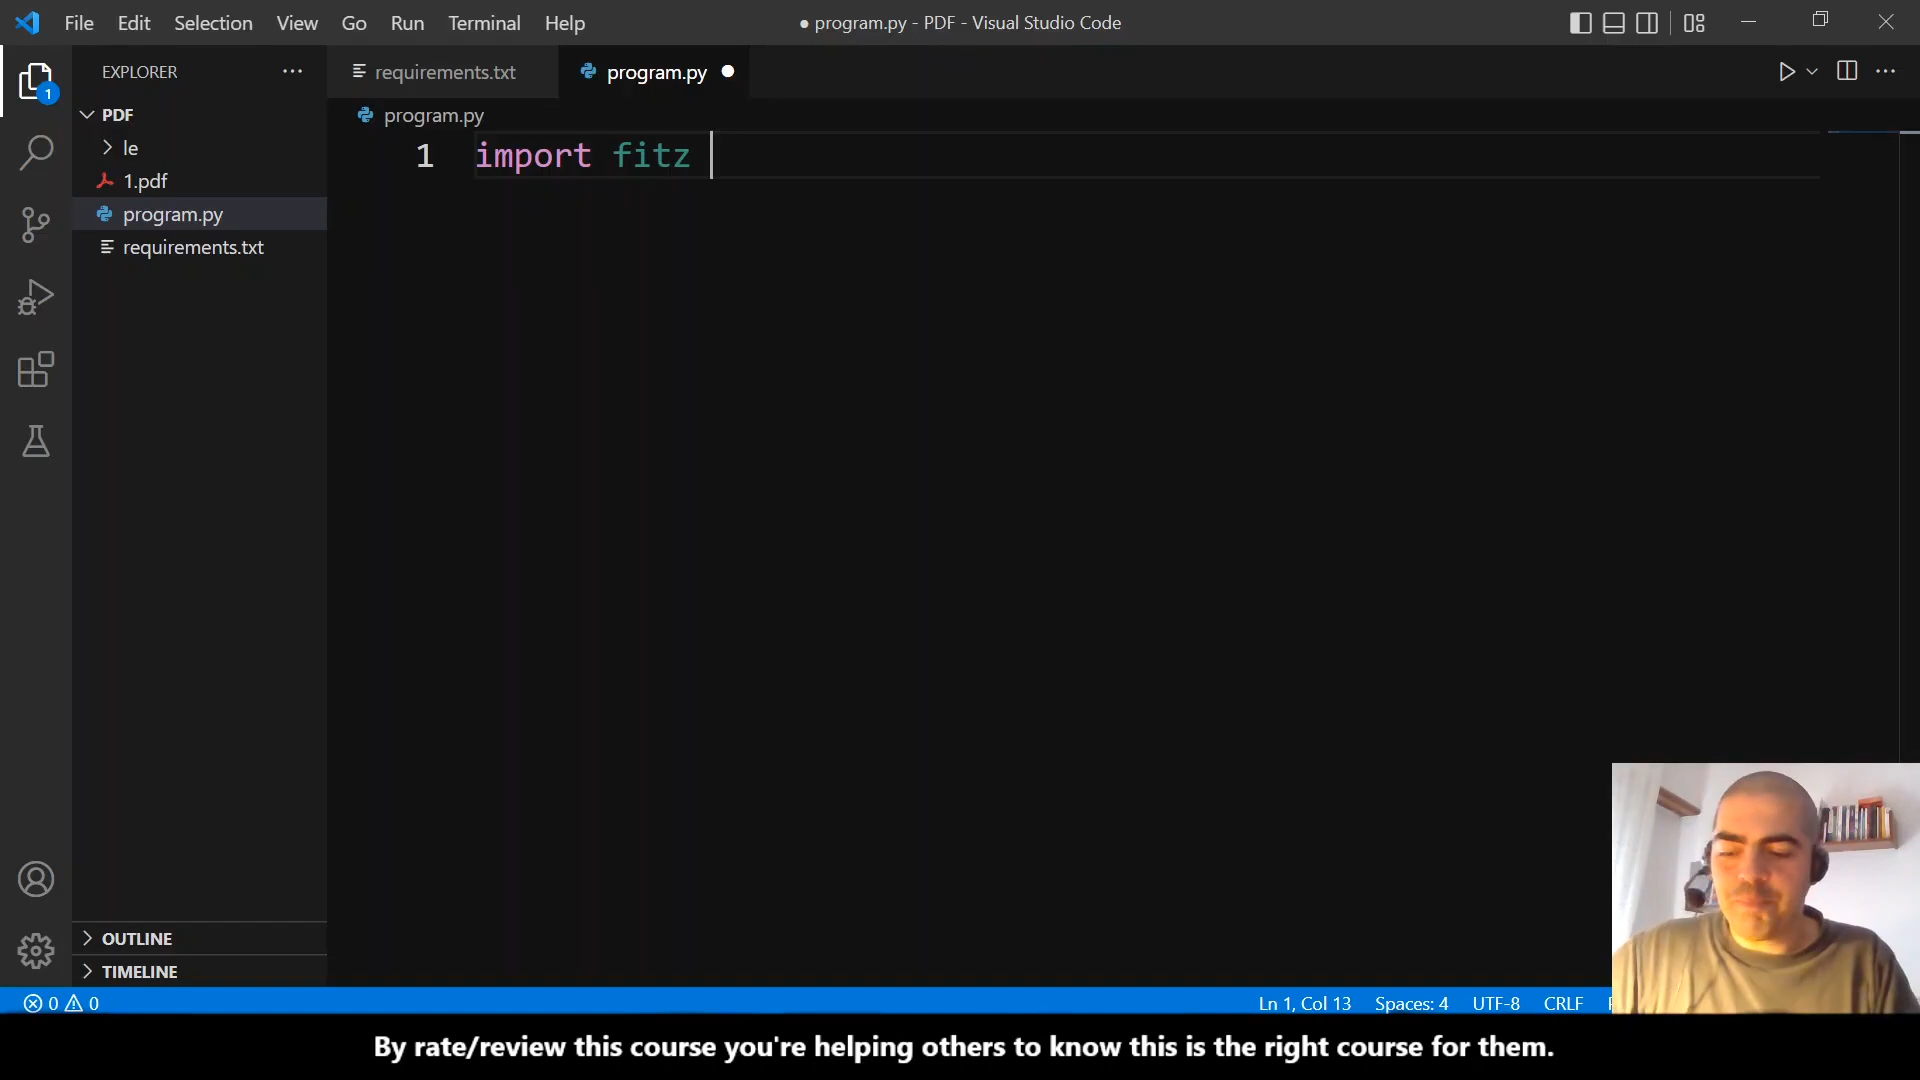 File Edit Selection View Go Run Terminal Help
● program.py - PDF - Visual Studio Code
EXPLORER
requirements.txt
program.py
1
PDF
le
1.pdf
program.py
requirements.txt
program.py
1 import fitz
OUTLINE
TIMELINE
0 0
Ln 1, Col 13 Spaces: 4 UTF-8 CRLF
By rate/review this course you're helping others to know this is the right course for them.